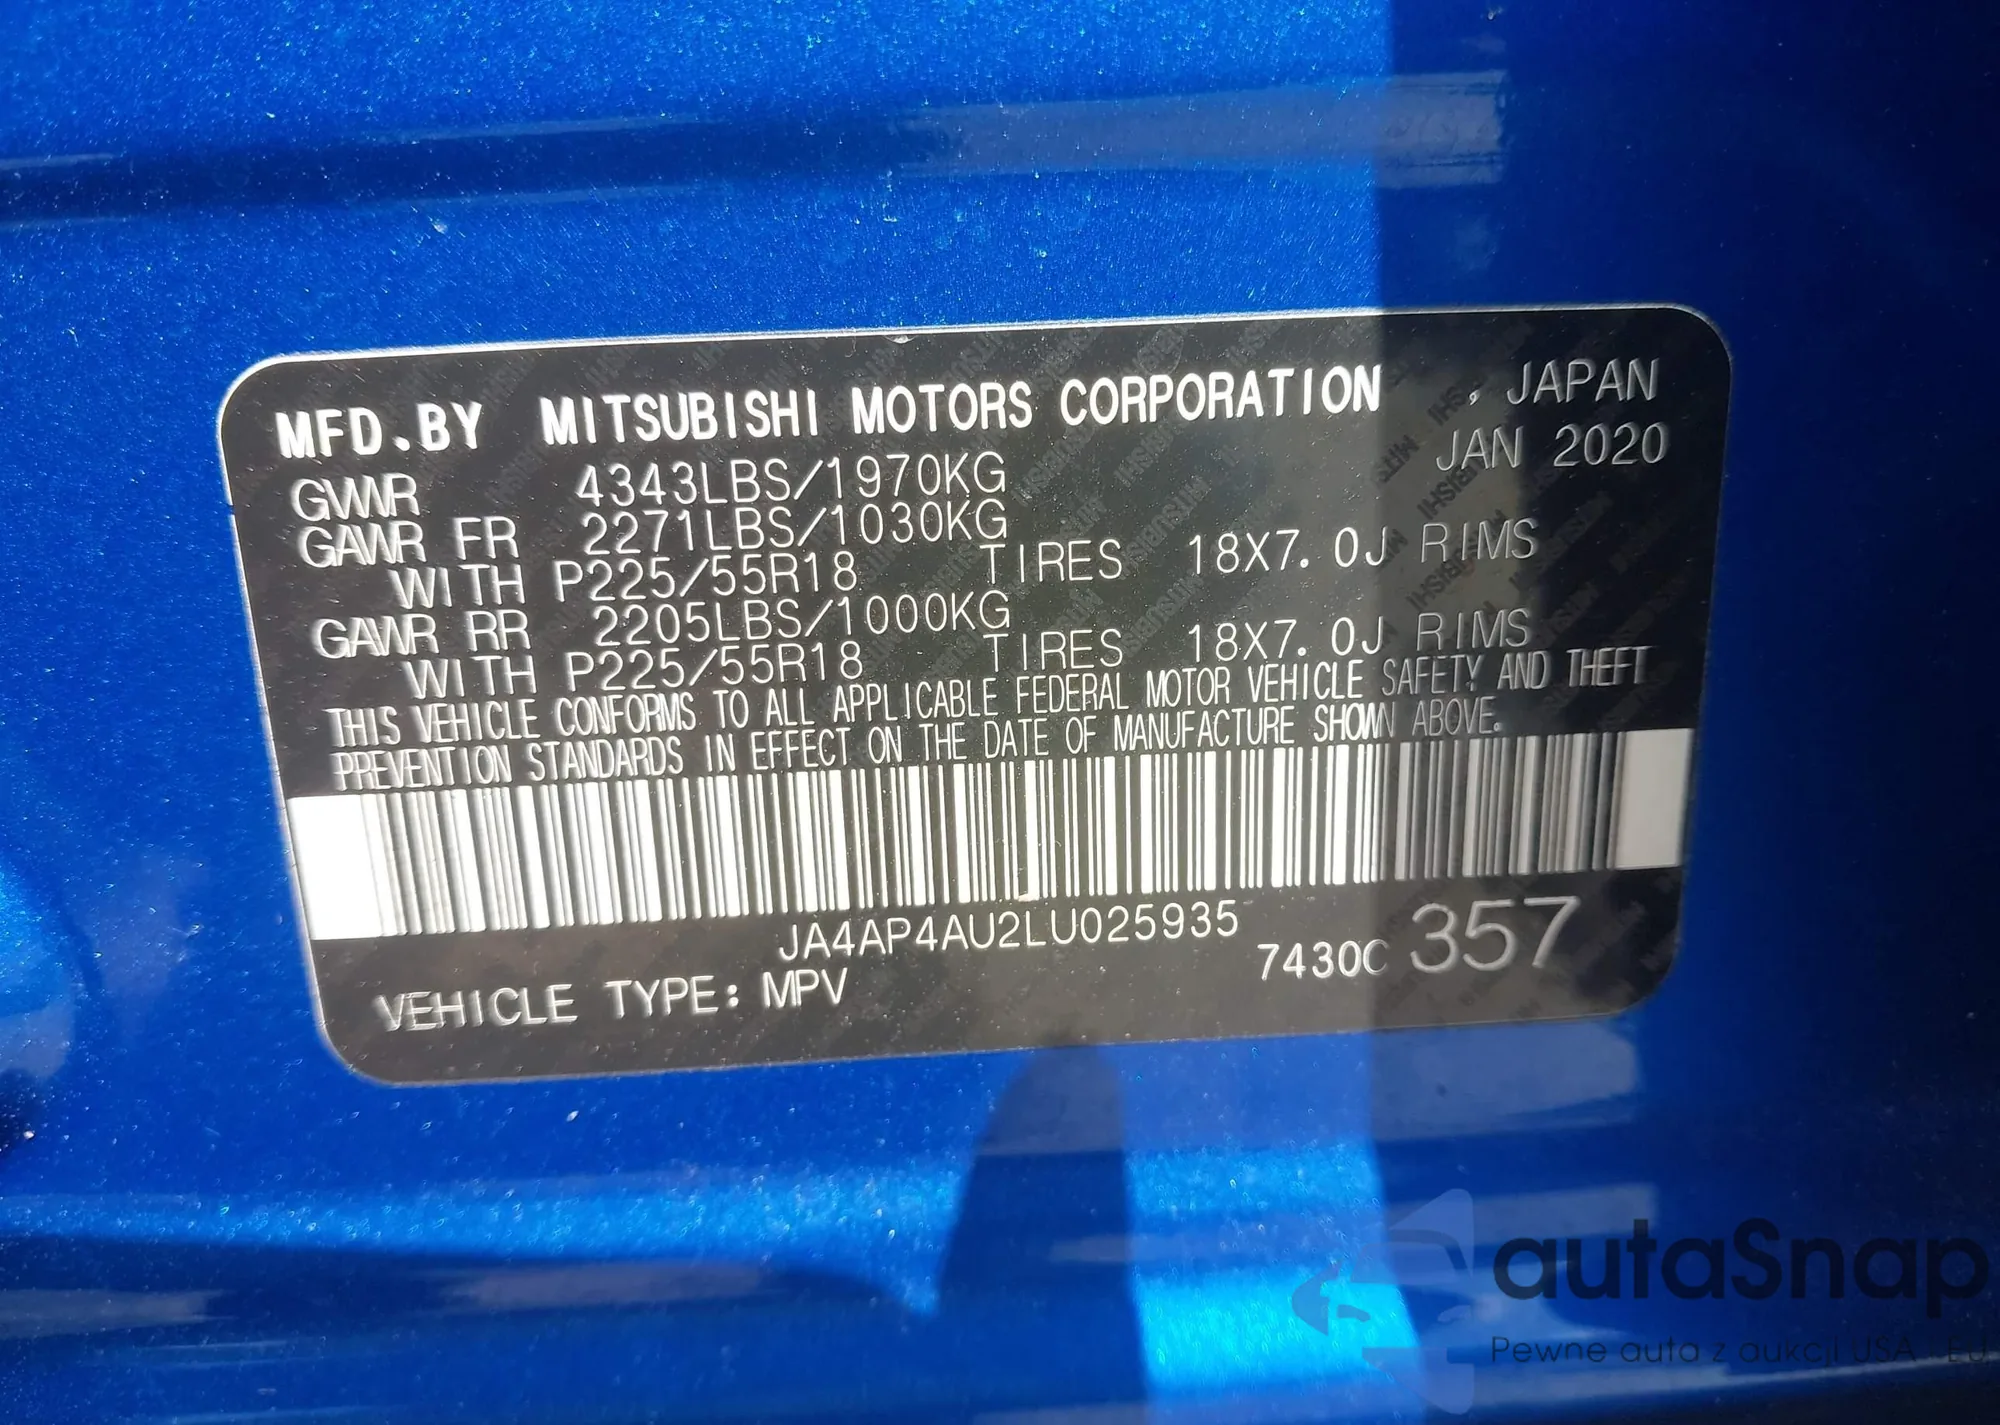 MFD.BY MITSUBISHI MOTORS CORPORATION , JAPAN
JAN 2020
GVWR 4343LBS/1970KG
GAWR FR 2271LBS/1030KG
WITH P225/55R18 TIRES 18X7.0J RIMS
GAWR RR 2205LBS/1000KG
WITH P225/55R18 TIRES 18X7.0J RIMS
THIS VEHICLE CONFORMS TO ALL APPLICABLE FEDERAL MOTOR VEHICLE SAFETY AND THEFT
PREVENTION STANDARDS IN EFFECT ON THE DATE OF MANUFACTURE SHOWN ABOVE.
JA4AP4AU2LU025935
7430C 357
VEHICLE TYPE: MPV
autaSnap
Pewne auta z aukcji USA - EU